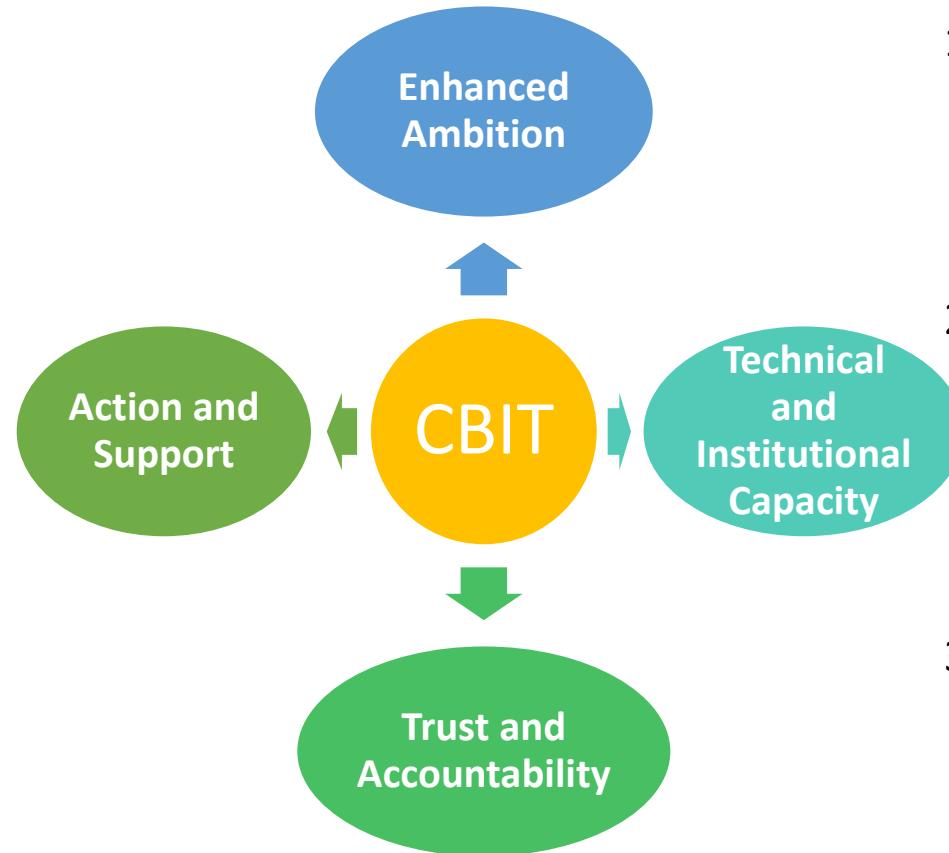 Enhanced
Ambition
Action and
Support
CBIT
Technical
and
Institutional
Capacity
Trust and
Accountability